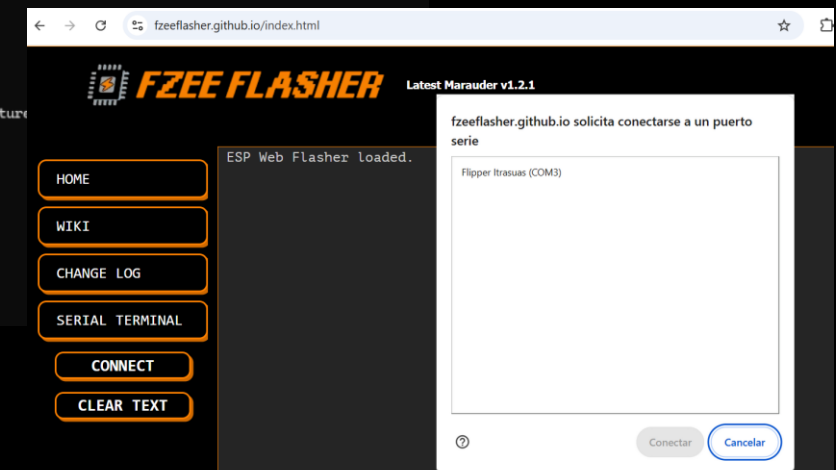 fzeeflasher.github.io/index.html
FZEE FLASHER
Latest Marauder v1.2.1
ture
fzeeflasher.github.io solicita conectarse a un puerto
serie
Flipper Itrasuas (COM3)
ESP Web Flasher loaded.
HOME
WIKI
CHANGE LOG
SERIAL TERMINAL
CONNECT
CLEAR TEXT
Conectar
Cancelar